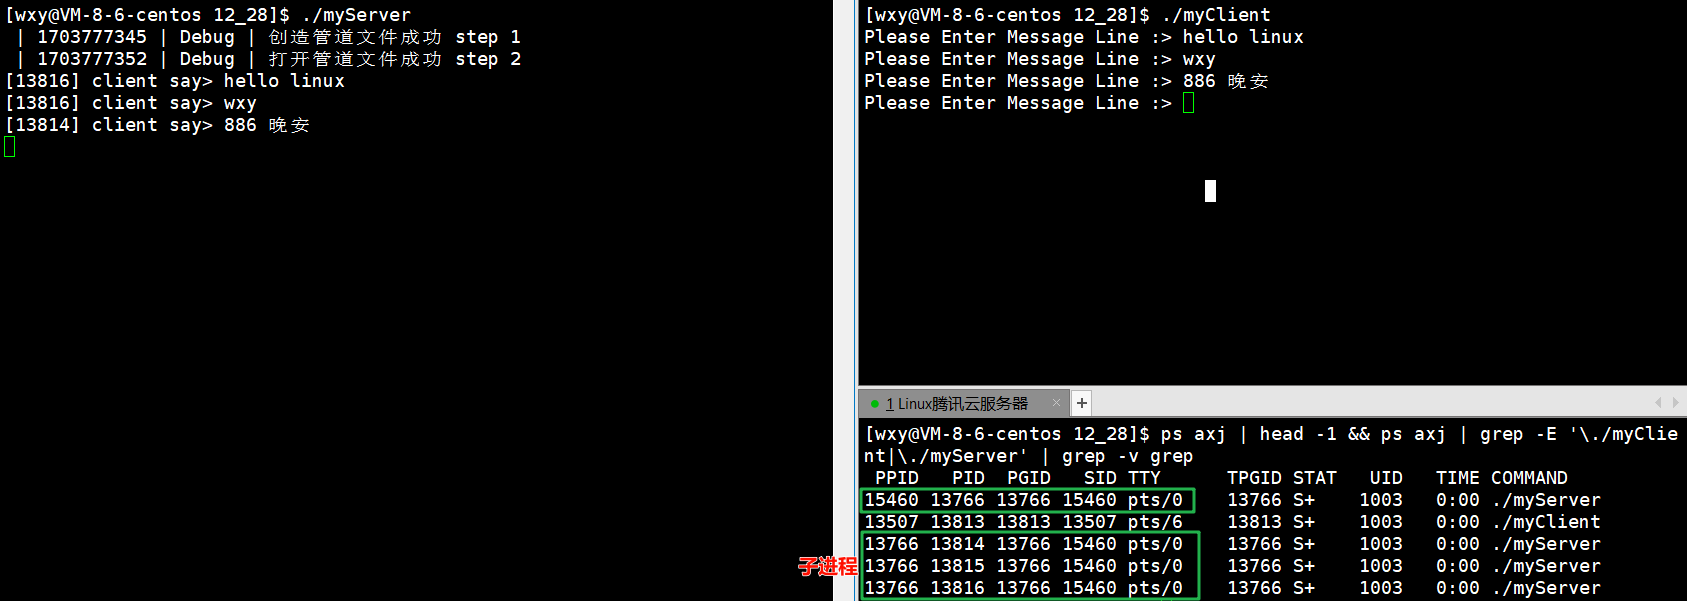 [wxy@VM-8-6-centos 12_28]$ ./myServer
| 1703777345 | Debug | 创造管道文件成功 step 1
| 1703777352 | Debug | 打开管道文件成功 step 2
[13816] client say> hello linux
[13816] client say> wxy
[13814] client say> 886 晚安
[wxy@VM-8-6-centos 12_28]$ ./myClient
Please Enter Message Line :> hello linux
Please Enter Message Line :> wxy
Please Enter Message Line :> 886 晚安
Please Enter Message Line :>
1 Linux腾讯云服务器 × +
[wxy@VM-8-6-centos 12_28]$ ps axj | head -1 && ps axj | grep -E '\./myClie
nt|\./myServer' | grep -v grep
PPID PID PGID SID TTY TPGID STAT UID TIME COMMAND
15460 13766 13766 15460 pts/0 13766 S+ 1003 0:00 ./myServer
13507 13813 13813 13507 pts/6 13813 S+ 1003 0:00 ./myClient
13766 13814 13766 15460 pts/0 13766 S+ 1003 0:00 ./myServer
子进程
13766 13815 13766 15460 pts/0 13766 S+ 1003 0:00 ./myServer
13766 13816 13766 15460 pts/0 13766 S+ 1003 0:00 ./myServer